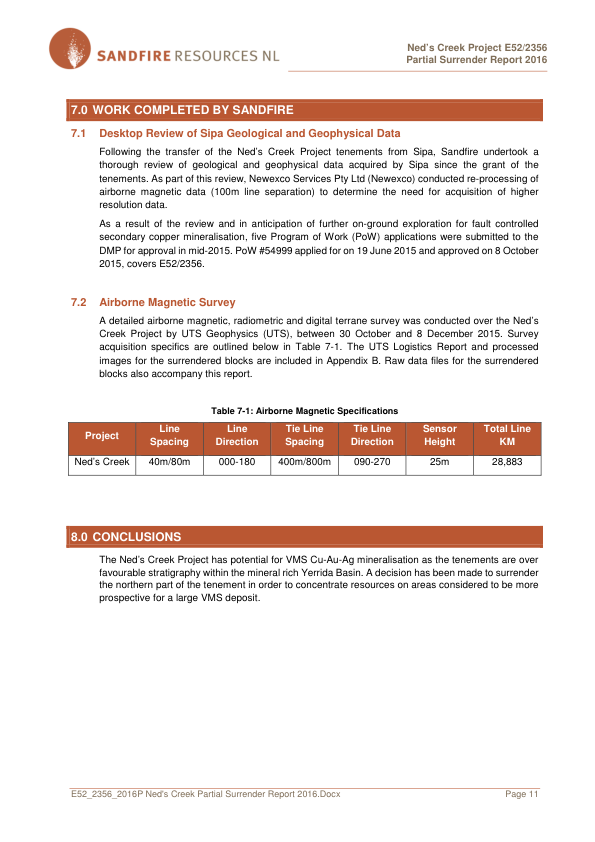 SANDFIRE RESOURCES NL
Ned's Creek Project E52/2356
Partial Surrender Report 2016
7.0 WORK COMPLETED BY SANDFIRE
7.1 Desktop Review of Sipa Geological and Geophysical Data
Following the transfer of the Ned's Creek Project tenements from Sipa, Sandfire undertook a
thorough review of geological and geophysical data acquired by Sipa since the grant of the
tenements. As part of this review, Newexco Services Pty Ltd (Newexco) conducted re-processing of
airborne magnetic data (100m line separation) to determine the need for acquisition of higher
resolution data.
As a result of the review and in anticipation of further on-ground exploration for fault controlled
secondary copper mineralisation, five Program of Work (PoW) applications were submitted to the
DMP for approval in mid-2015. PoW #54999 applied for on 19 June 2015 and approved on 8 October
2015, covers E52/2356.
7.2 Airborne Magnetic Survey
A detailed airborne magnetic, radiometric and digital terrane survey was conducted over the Ned's
Creek Project by UTS Geophysics (UTS), between 30 October and 8 December 2015. Survey
acquisition specifics are outlined below in Table 7-1. The UTS Logistics Report and processed
images for the surrendered blocks are included in Appendix B. Raw data files for the surrendered
blocks also accompany this report.
Table 7-1: Airborne Magnetic Specifications
Project Line Spacing Line Direction Tie Line Spacing Tie Line Direction Sensor Height Total Line KM
Ned's Creek 40m/80m 000-180 400m/800m 090-270 25m 28,883
8.0 CONCLUSIONS
The Ned's Creek Project has potential for VMS Cu-Au-Ag mineralisation as the tenements are over
favourable stratigraphy within the mineral rich Yerrida Basin. A decision has been made to surrender
the northern part of the tenement in order to concentrate resources on areas considered to be more
prospective for a large VMS deposit.
E52_2356_2016P Ned's Creek Partial Surrender Report 2016.Docx
Page 11